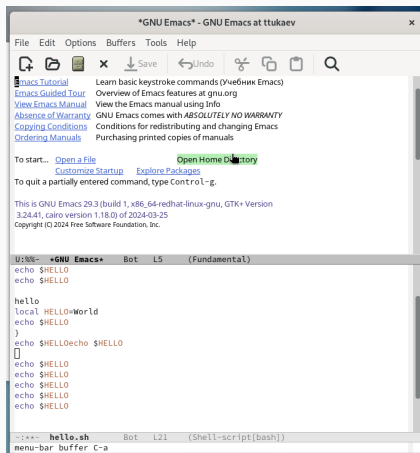 *GNU Emacs* - GNU Emacs at ttukaev
File Edit Options Buffers Tools Help
Save Undo
Emacs Tutorial Learn basic keystroke commands (Учебник Emacs)
Emacs Guided Tour Overview of Emacs features at gnu.org
View Emacs Manual View the Emacs manual using Info
Absence of Warranty GNU Emacs comes with ABSOLUTELY NO WARRANTY
Copying Conditions Conditions for redistributing and changing Emacs
Ordering Manuals Purchasing printed copies of manuals
To start... Open a File Open Home Directory
Customize Startup Explore Packages
To quit a partially entered command, type Control-g.
This is GNU Emacs 29.3 (build 1, x86_64-redhat-linux-gnu, GTK+ Version
3.24.41, cairo version 1.18.0) of 2024-03-25
Copyright (C) 2024 Free Software Foundation, Inc.
U:%%- *GNU Emacs* Bot L5 (Fundamental)
echo $HELLO
echo $HELLO
hello
local HELLO=World
echo $HELLO
}
echo $HELLOecho $HELLO
echo $HELLO
echo $HELLO
echo $HELLO
echo $HELLO
echo $HELLO
-:**- hello.sh Bot L21 (Shell-script[bash])
menu-bar buffer C-a